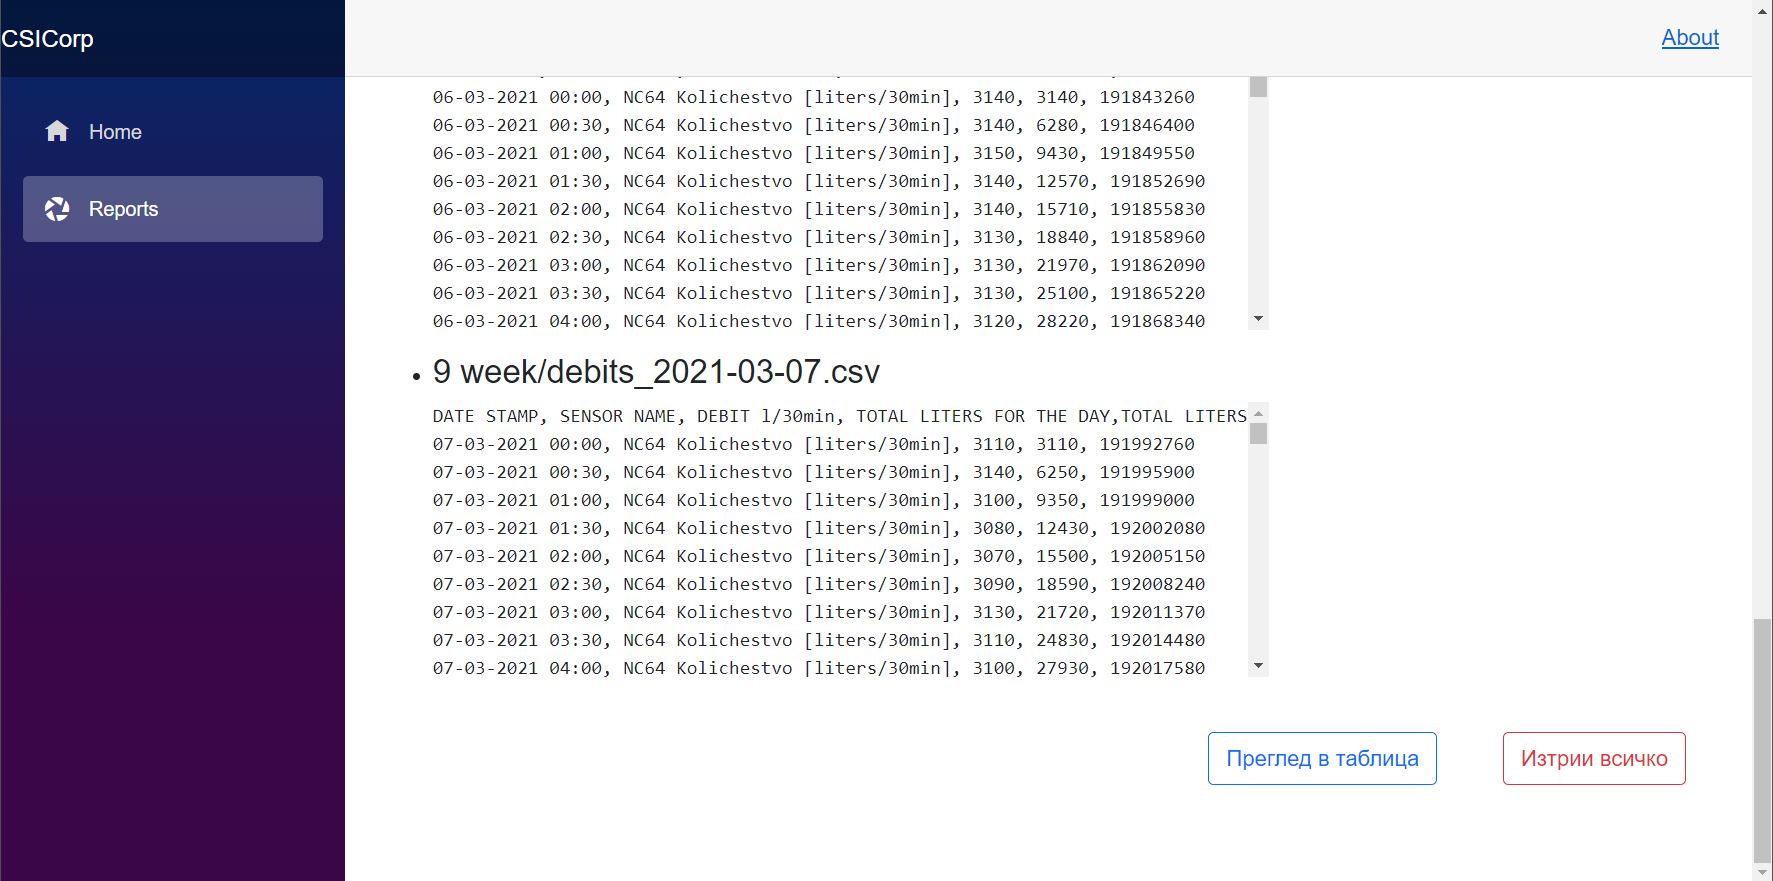 CSICorp
About
Home
Reports
06-03-2021 00:00, NC64 Kolichestvo [liters/30min], 3140, 3140, 191843260
06-03-2021 00:30, NC64 Kolichestvo [liters/30min], 3140, 6280, 191846400
06-03-2021 01:00, NC64 Kolichestvo [liters/30min], 3150, 9430, 191849550
06-03-2021 01:30, NC64 Kolichestvo [liters/30min], 3140, 12570, 191852690
06-03-2021 02:00, NC64 Kolichestvo [liters/30min], 3140, 15710, 191855830
06-03-2021 02:30, NC64 Kolichestvo [liters/30min], 3130, 18840, 191858960
06-03-2021 03:00, NC64 Kolichestvo [liters/30min], 3130, 21970, 191862090
06-03-2021 03:30, NC64 Kolichestvo [liters/30min], 3130, 25100, 191865220
06-03-2021 04:00, NC64 Kolichestvo [liters/30min], 3120, 28220, 191868340
• 9 week/debits_2021-03-07.csv
DATE STAMP, SENSOR NAME, DEBIT l/30min, TOTAL LITERS FOR THE DAY,TOTAL LITERS
07-03-2021 00:00, NC64 Kolichestvo [liters/30min], 3110, 3110, 191992760
07-03-2021 00:30, NC64 Kolichestvo [liters/30min], 3140, 6250, 191995900
07-03-2021 01:00, NC64 Kolichestvo [liters/30min], 3100, 9350, 191999000
07-03-2021 01:30, NC64 Kolichestvo [liters/30min], 3080, 12430, 192002080
07-03-2021 02:00, NC64 Kolichestvo [liters/30min], 3070, 15500, 192005150
07-03-2021 02:30, NC64 Kolichestvo [liters/30min], 3090, 18590, 192008240
07-03-2021 03:00, NC64 Kolichestvo [liters/30min], 3130, 21720, 192011370
07-03-2021 03:30, NC64 Kolichestvo [liters/30min], 3110, 24830, 192014480
07-03-2021 04:00, NC64 Kolichestvo [liters/30min], 3100, 27930, 192017580
Преглед в таблица
Изтрии всичко